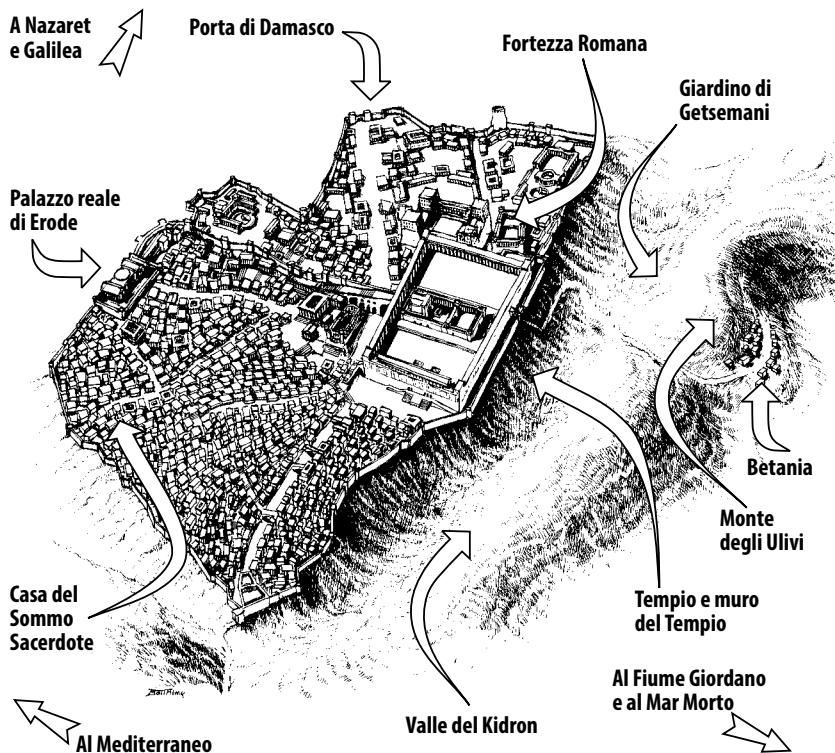 A Nazaret
e Galilea
Porta di Damasco
Fortezza Romana
Giardino di
Getsemani
Palazzo reale
di Erode
Betania
Monte
degli Ulivi
Casa del
Sommo
Sacerdote
Tempio e muro
del Tempio
Valle del Kidron
Al Fiume Giordano
e al Mar Morto
Al Mediterraneo